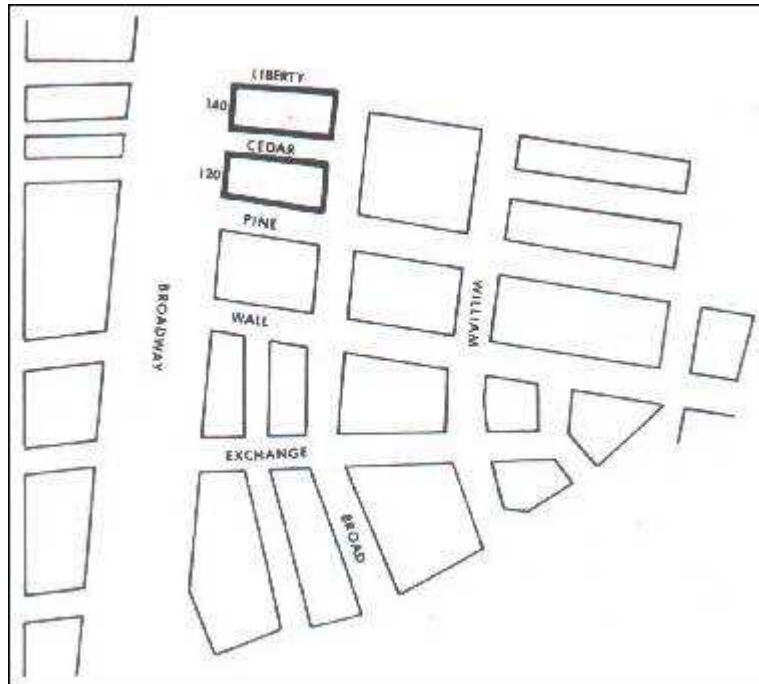 LIBERTY
140
CEDAR
120
PINE
BROADWAY
WALL
WILLIAM
EXCHANGE
BROAD